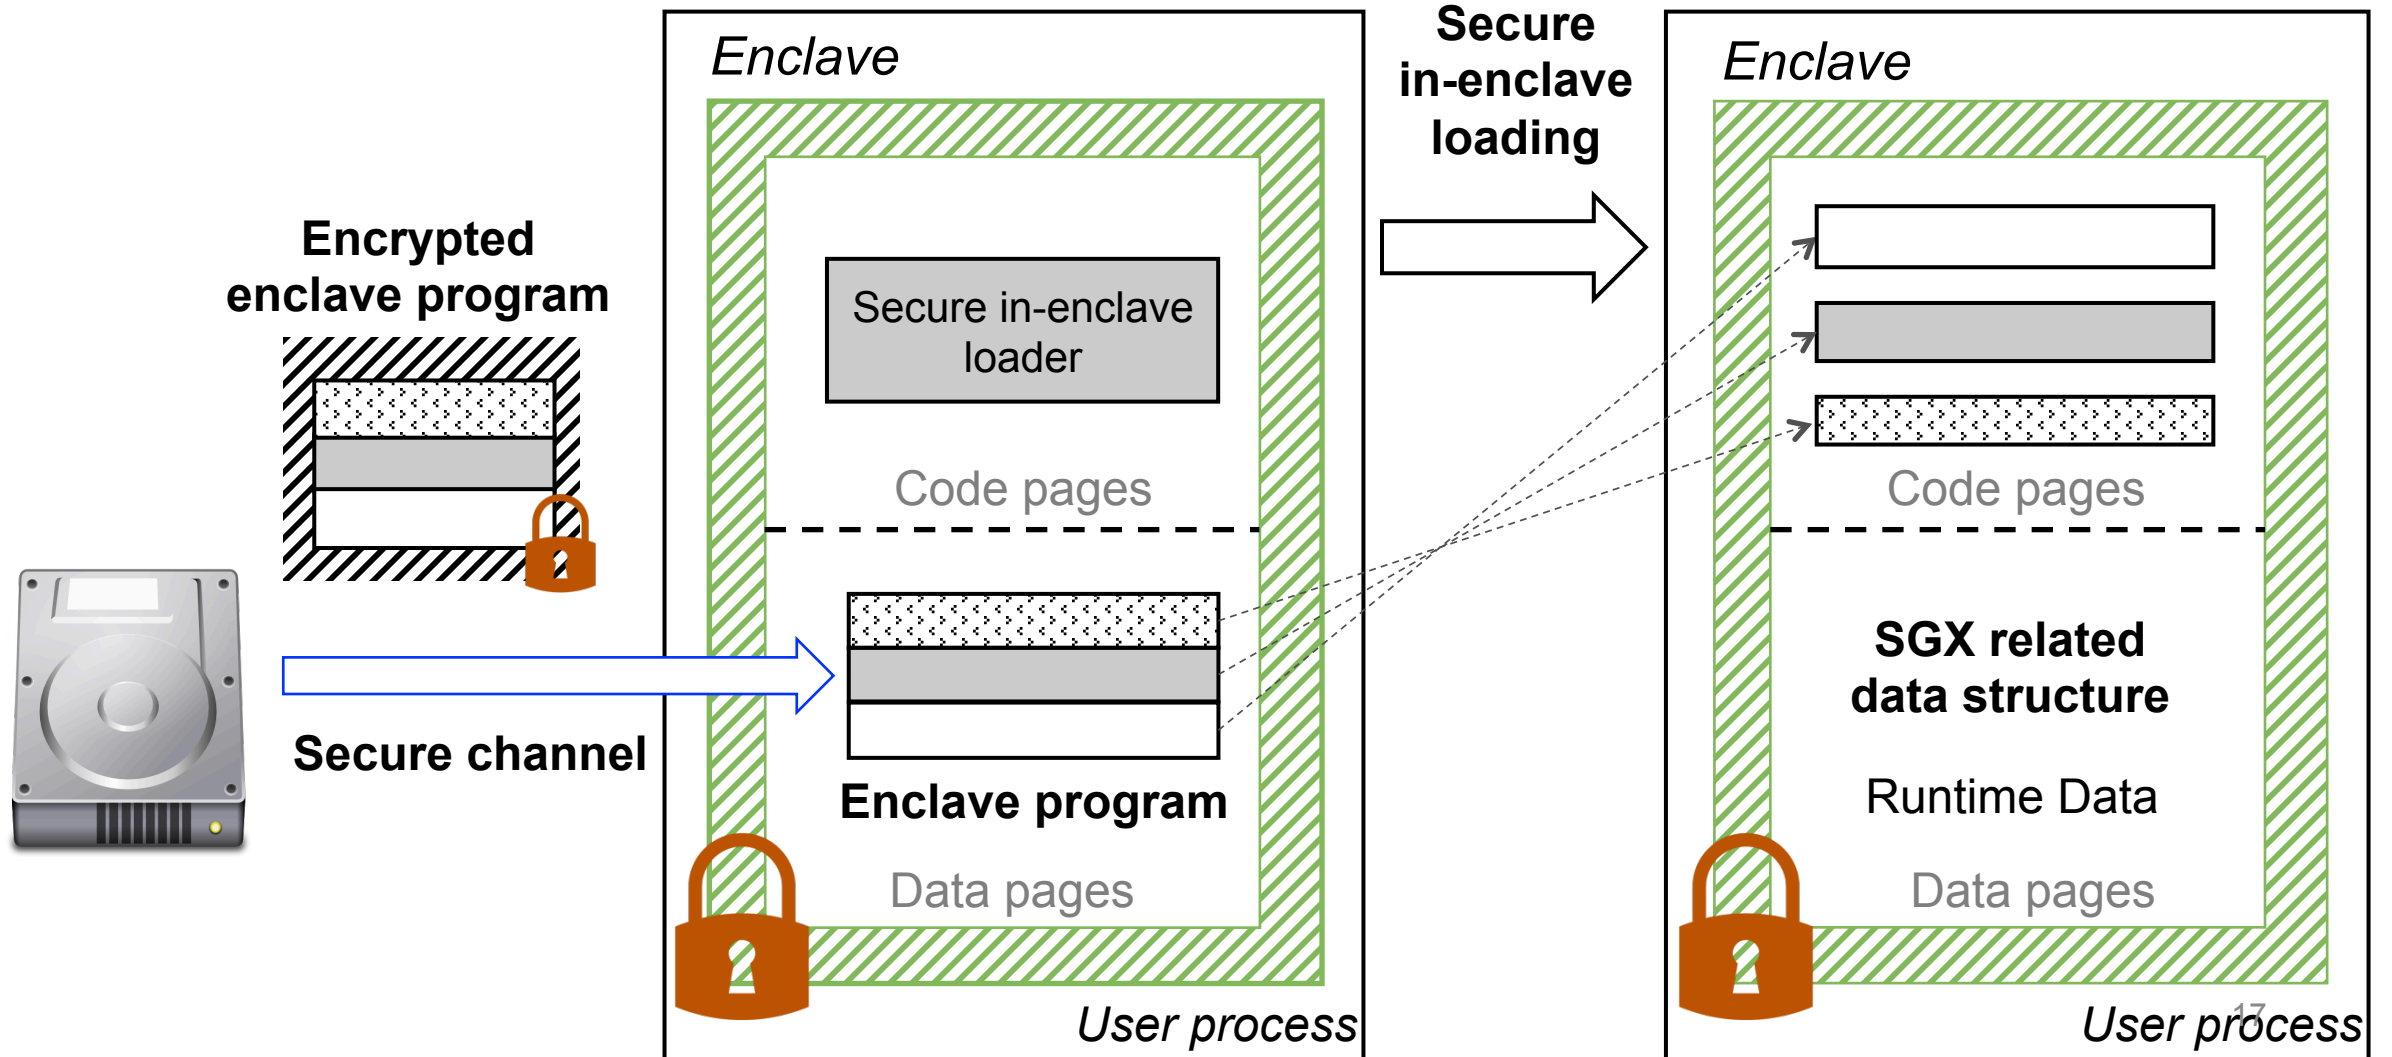 Encrypted
enclave program
Secure channel
Enclave
Secure in-enclave
loader
Code pages
Enclave program
Data pages
User process
Secure
in-enclave
loading
Enclave
Code pages
SGX related
data structure
Runtime Data
Data pages
User process
17